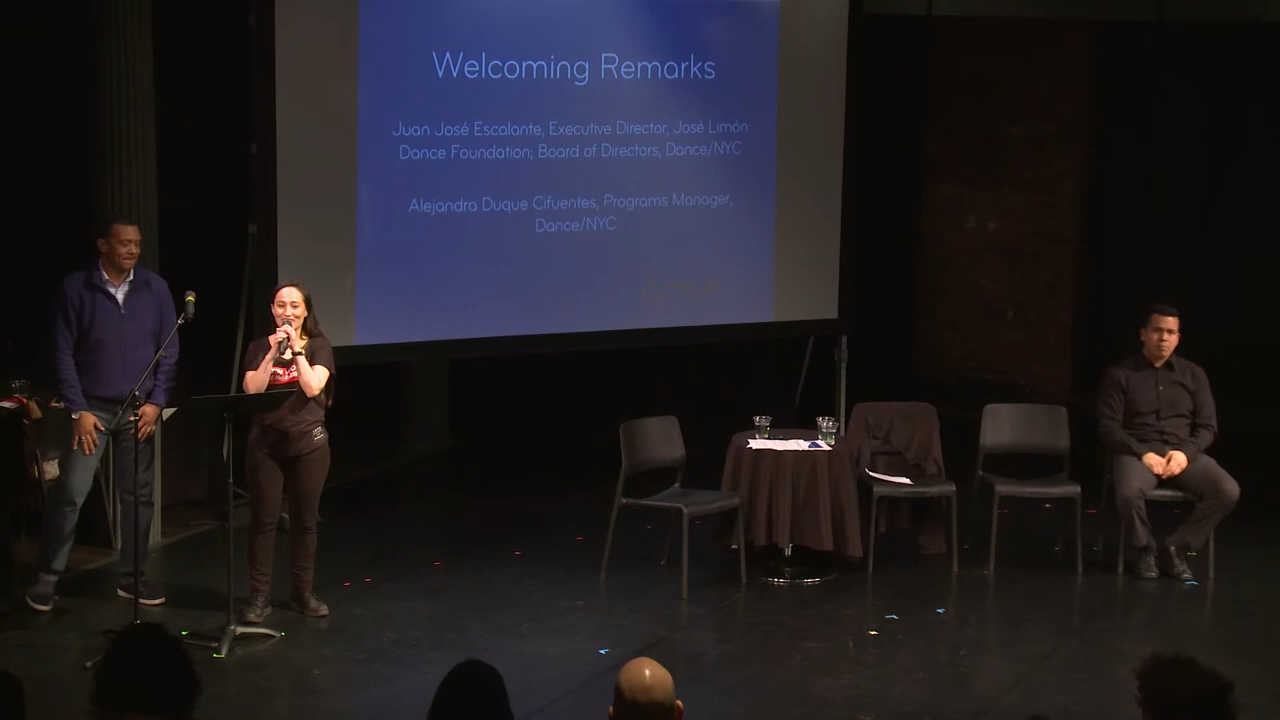 Welcoming Remarks
Juan José Escalante, Executive Director, José Limón
Dance Foundation; Board of Directors, Dance/NYC
Alejandra Duque Cifuentes, Programs Manager,
Dance/NYC